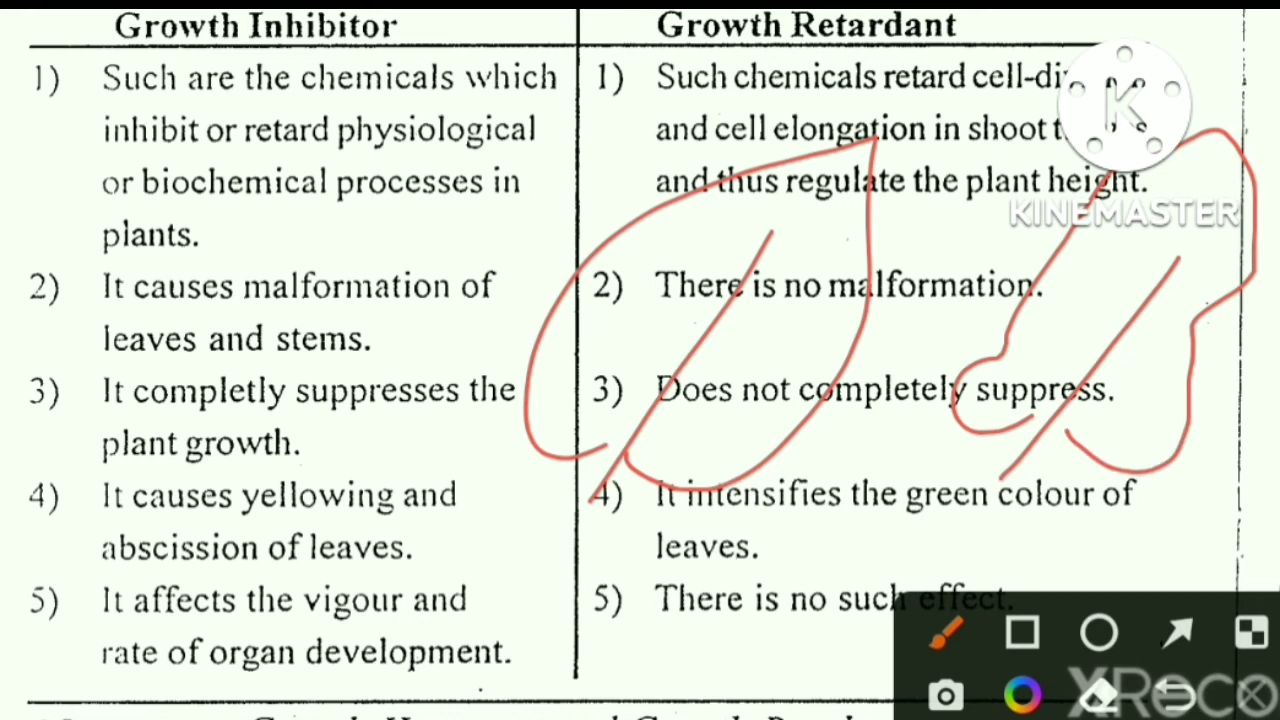 Growth Inhibitor Growth Retardant
1) Such are the chemicals which 1) Such chemicals retard
inhibit or retard physiological and cell elongation in shoot
or biochemical processes in and thus regulate the plant height.
plants.
KINEMASTER
2) It causes malformation of 2) There is no malformation.
leaves and stems.
3) It completly suppresses the 3) Does not completely suppress.
plant growth.
4) It causes yellowing and 4) It intensifies the green colour of
abscission of leaves. leaves.
5) It affects the vigour and 5) There is no such effect.
rate of organ development.
XReco